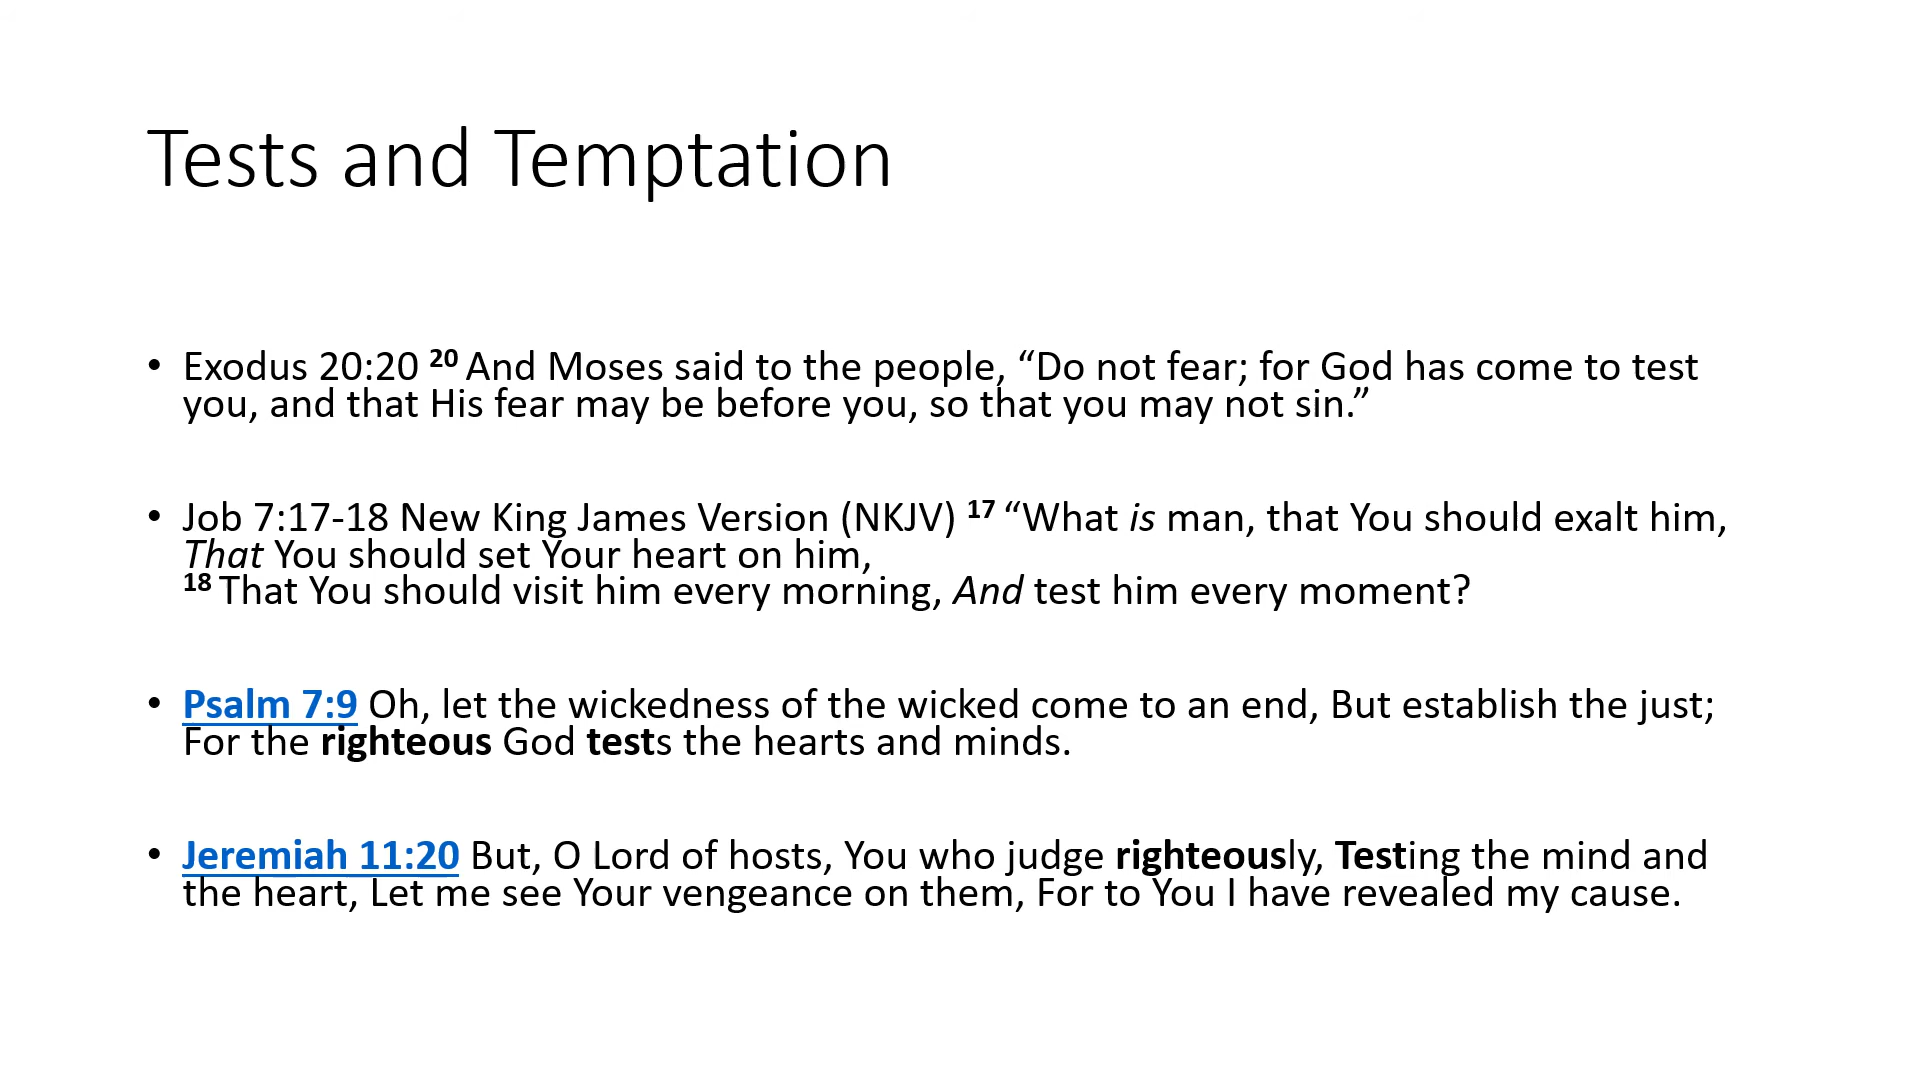 Tests and Temptation
• Exodus 20:20 20 And Moses said to the people, “Do not fear; for God has come to test
you, and that His fear may be before you, so that you may not sin.”
• Job 7:17-18 New King James Version (NKJV) 17 “What is man, that You should exalt him,
That You should set Your heart on him,
18 That You should visit him every morning, And test him every moment?
• Psalm 7:9 Oh, let the wickedness of the wicked come to an end, But establish the just;
For the righteous God tests the hearts and minds.
• Jeremiah 11:20 But, O Lord of hosts, You who judge righteously, Testing the mind and
the heart, Let me see Your vengeance on them, For to You I have revealed my cause.